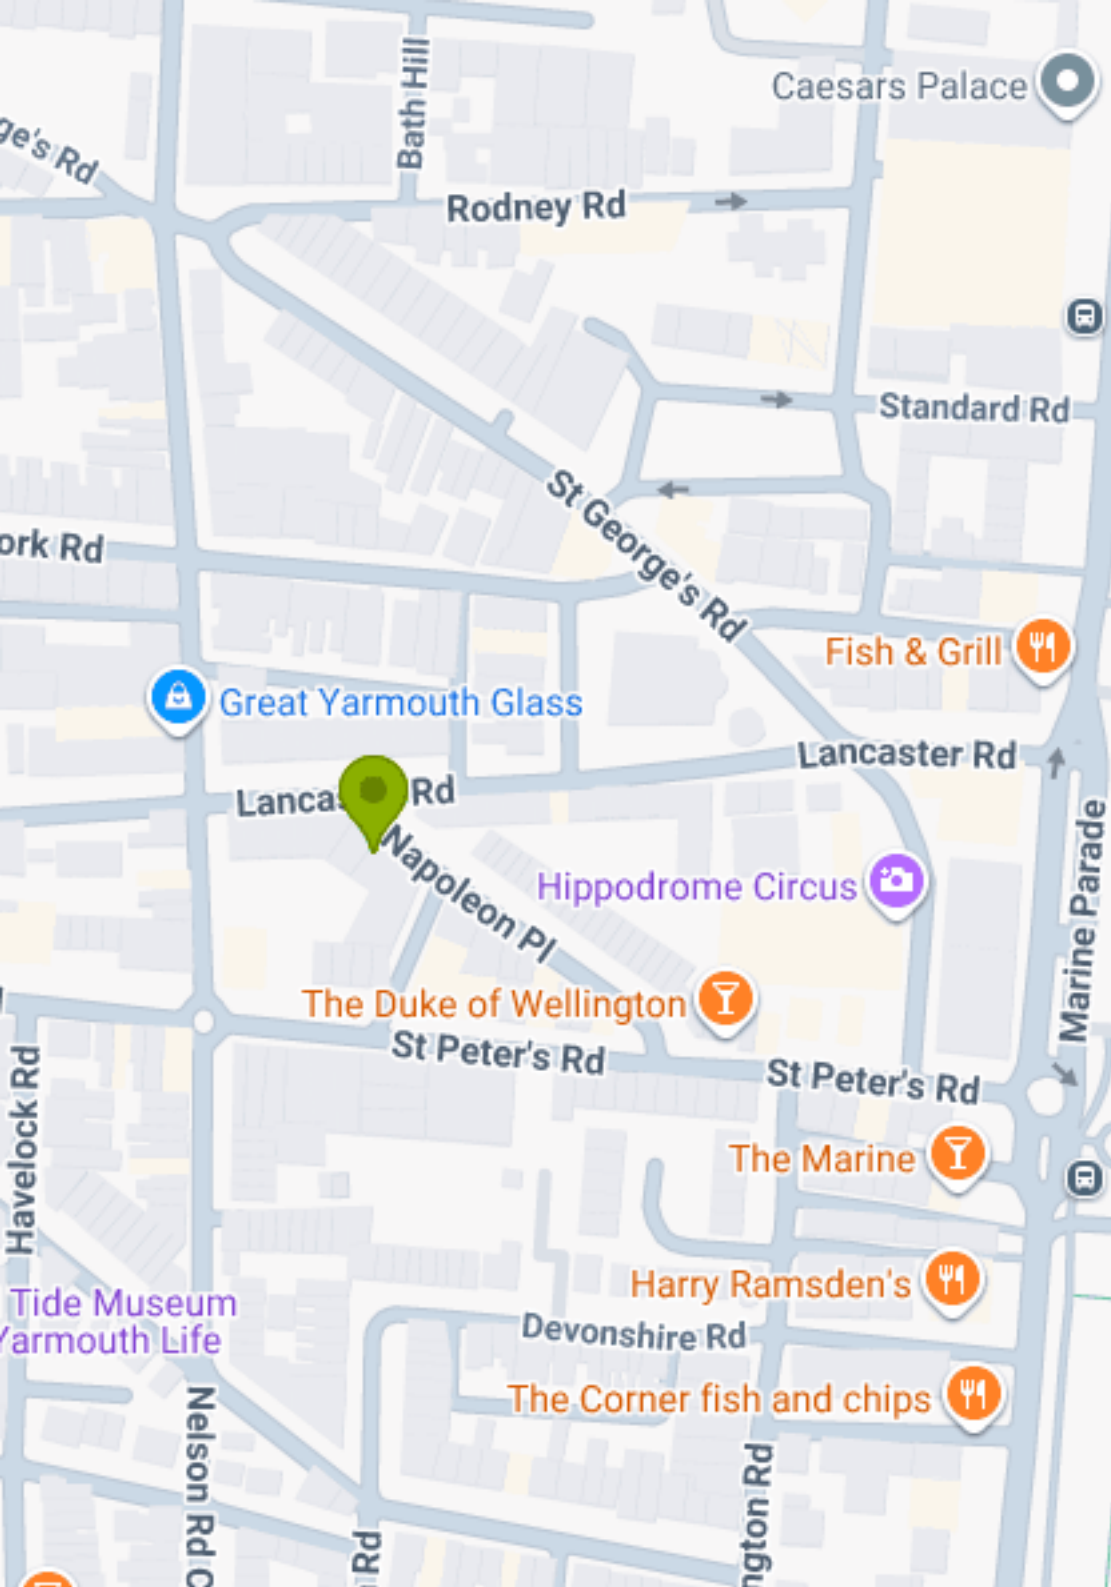 Bath Hill
Caesars Palace
ge's Rd
Rodney Rd
Standard Rd
St George's Rd
ork Rd
Fish & Grill
Great Yarmouth Glass
Lancaster Rd
Lancas Rd
Napoleon Pl
Hippodrome Circus
Marine Parade
The Duke of Wellington
St Peter's Rd
St Peter's Rd
Havelock Rd
The Marine
Harry Ramsden's
Tide Museum
Yarmouth Life
Devonshire Rd
The Corner fish and chips
Nelson Rd C
ngton Rd
Rd